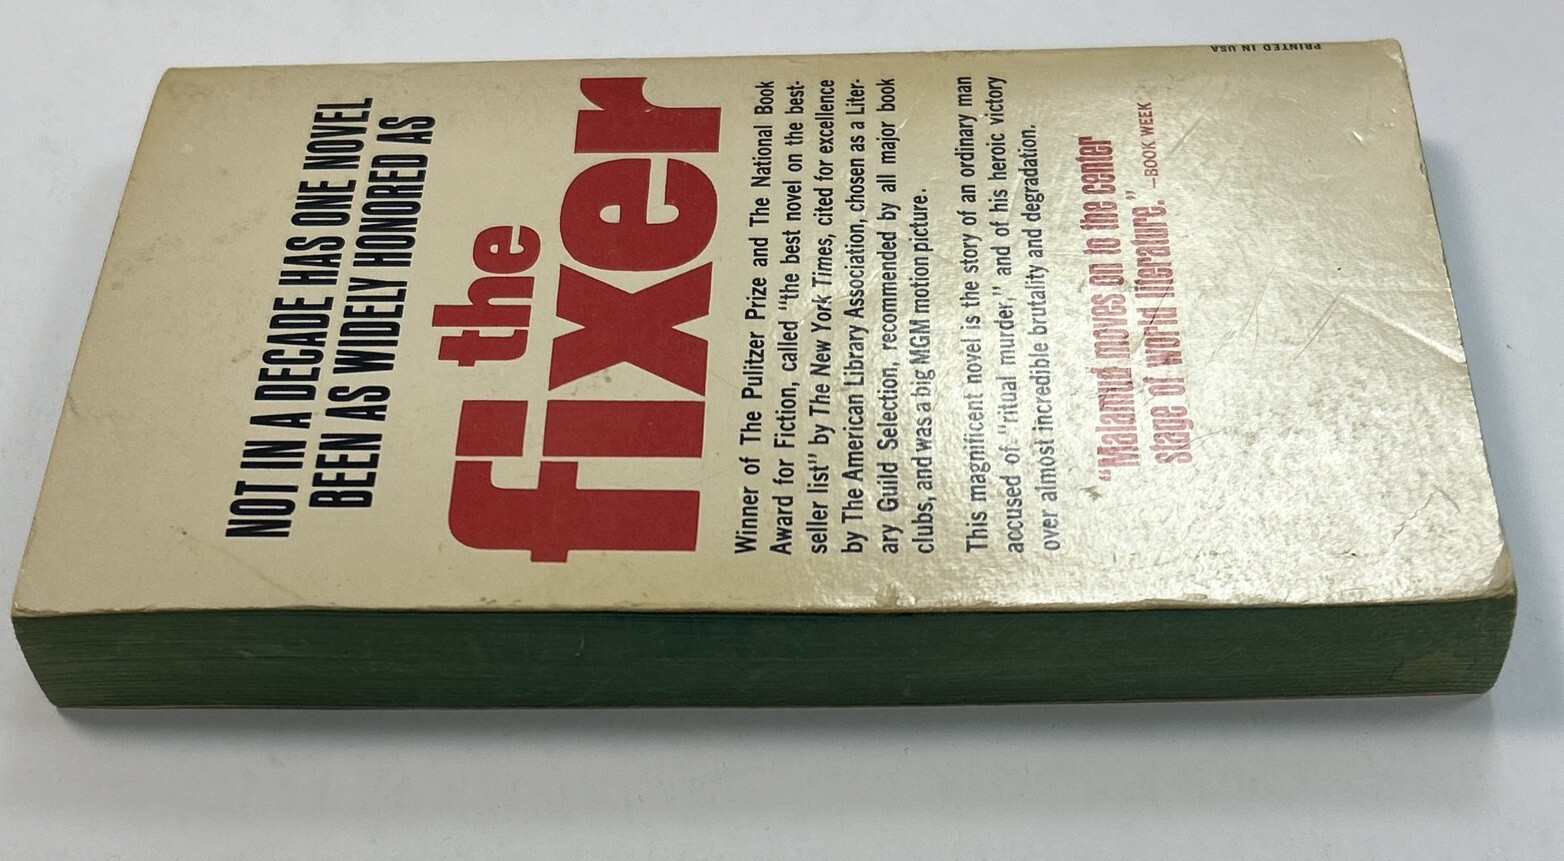 NOT IN A DECADE HAS ONE NOVEL
BEEN AS WIDELY HONORED AS
the
fixer
Winner of The Pulitzer Prize and The National Book
Award for Fiction, called "the best novel on the best-
seller list" by The New York Times, cited for excellence
by The American Library Association, chosen as a Liter-
ary Guild Selection, recommended by all major book
clubs, and was a big MGM motion picture.
This magnificent novel is the story of an ordinary man
accused of "ritual murder," and of his heroic victory
over almost incredible brutality and degradation.
"Malamud moves on to the center
stage of world literature."
—BOOK WEEK
PRINTED IN USA